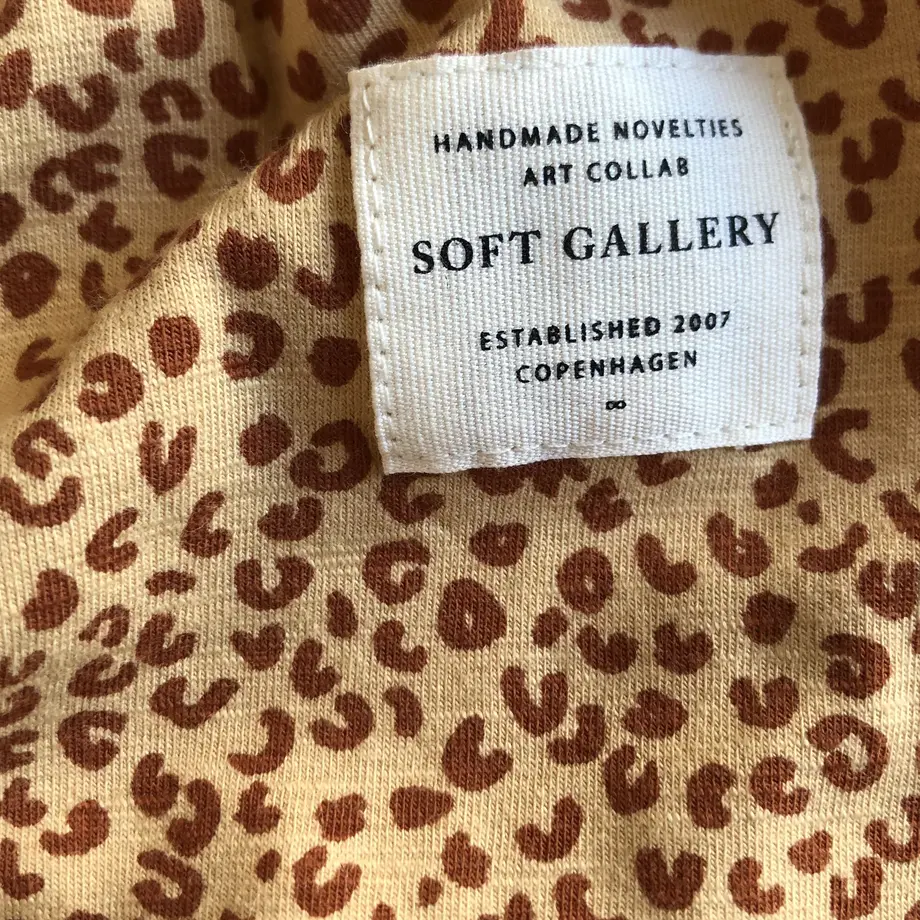 HANDMADE NOVELTIES
ART COLLAB
SOFT GALLERY
ESTABLISHED 2007
COPENHAGEN
∞